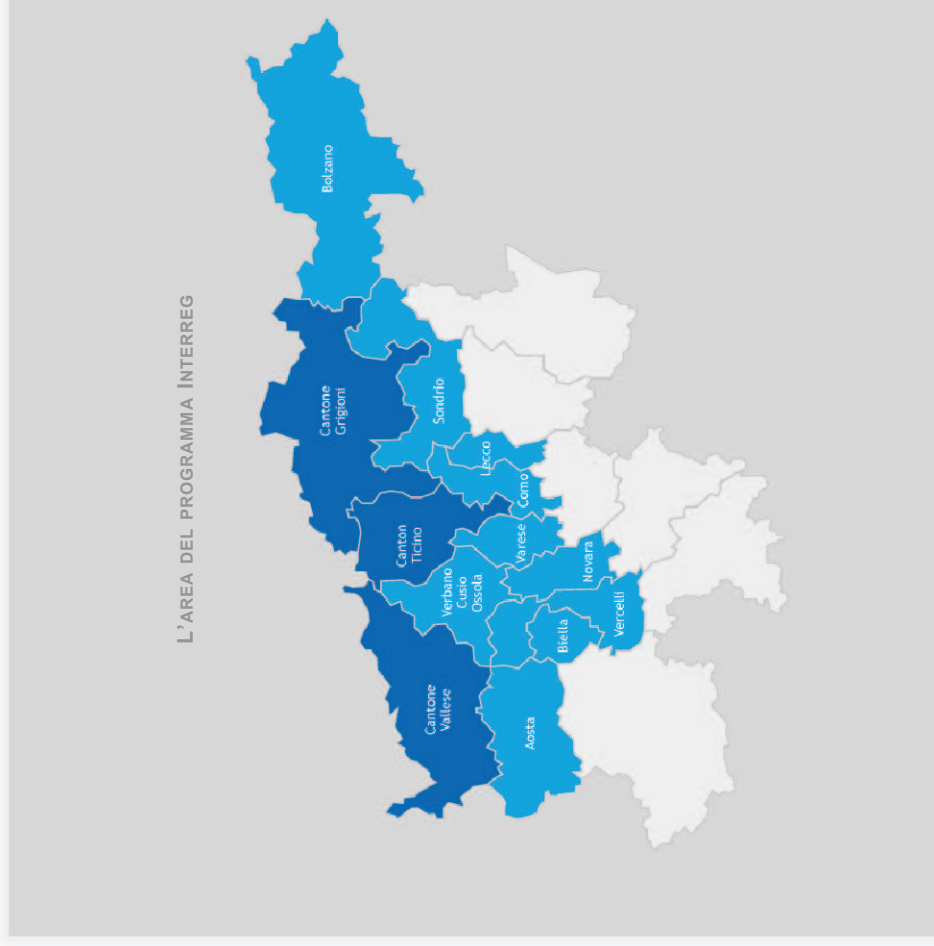 L'AREA DEL PROGRAMMA INTERREG
Cantone
Vallese
Aosta
Verbano
Cusio
Ossola
Biella
Vercelli
Novara
Varese
Canton
Ticino
Como
Lecco
Cantone
Grigioni
Sondrio
Bolzano